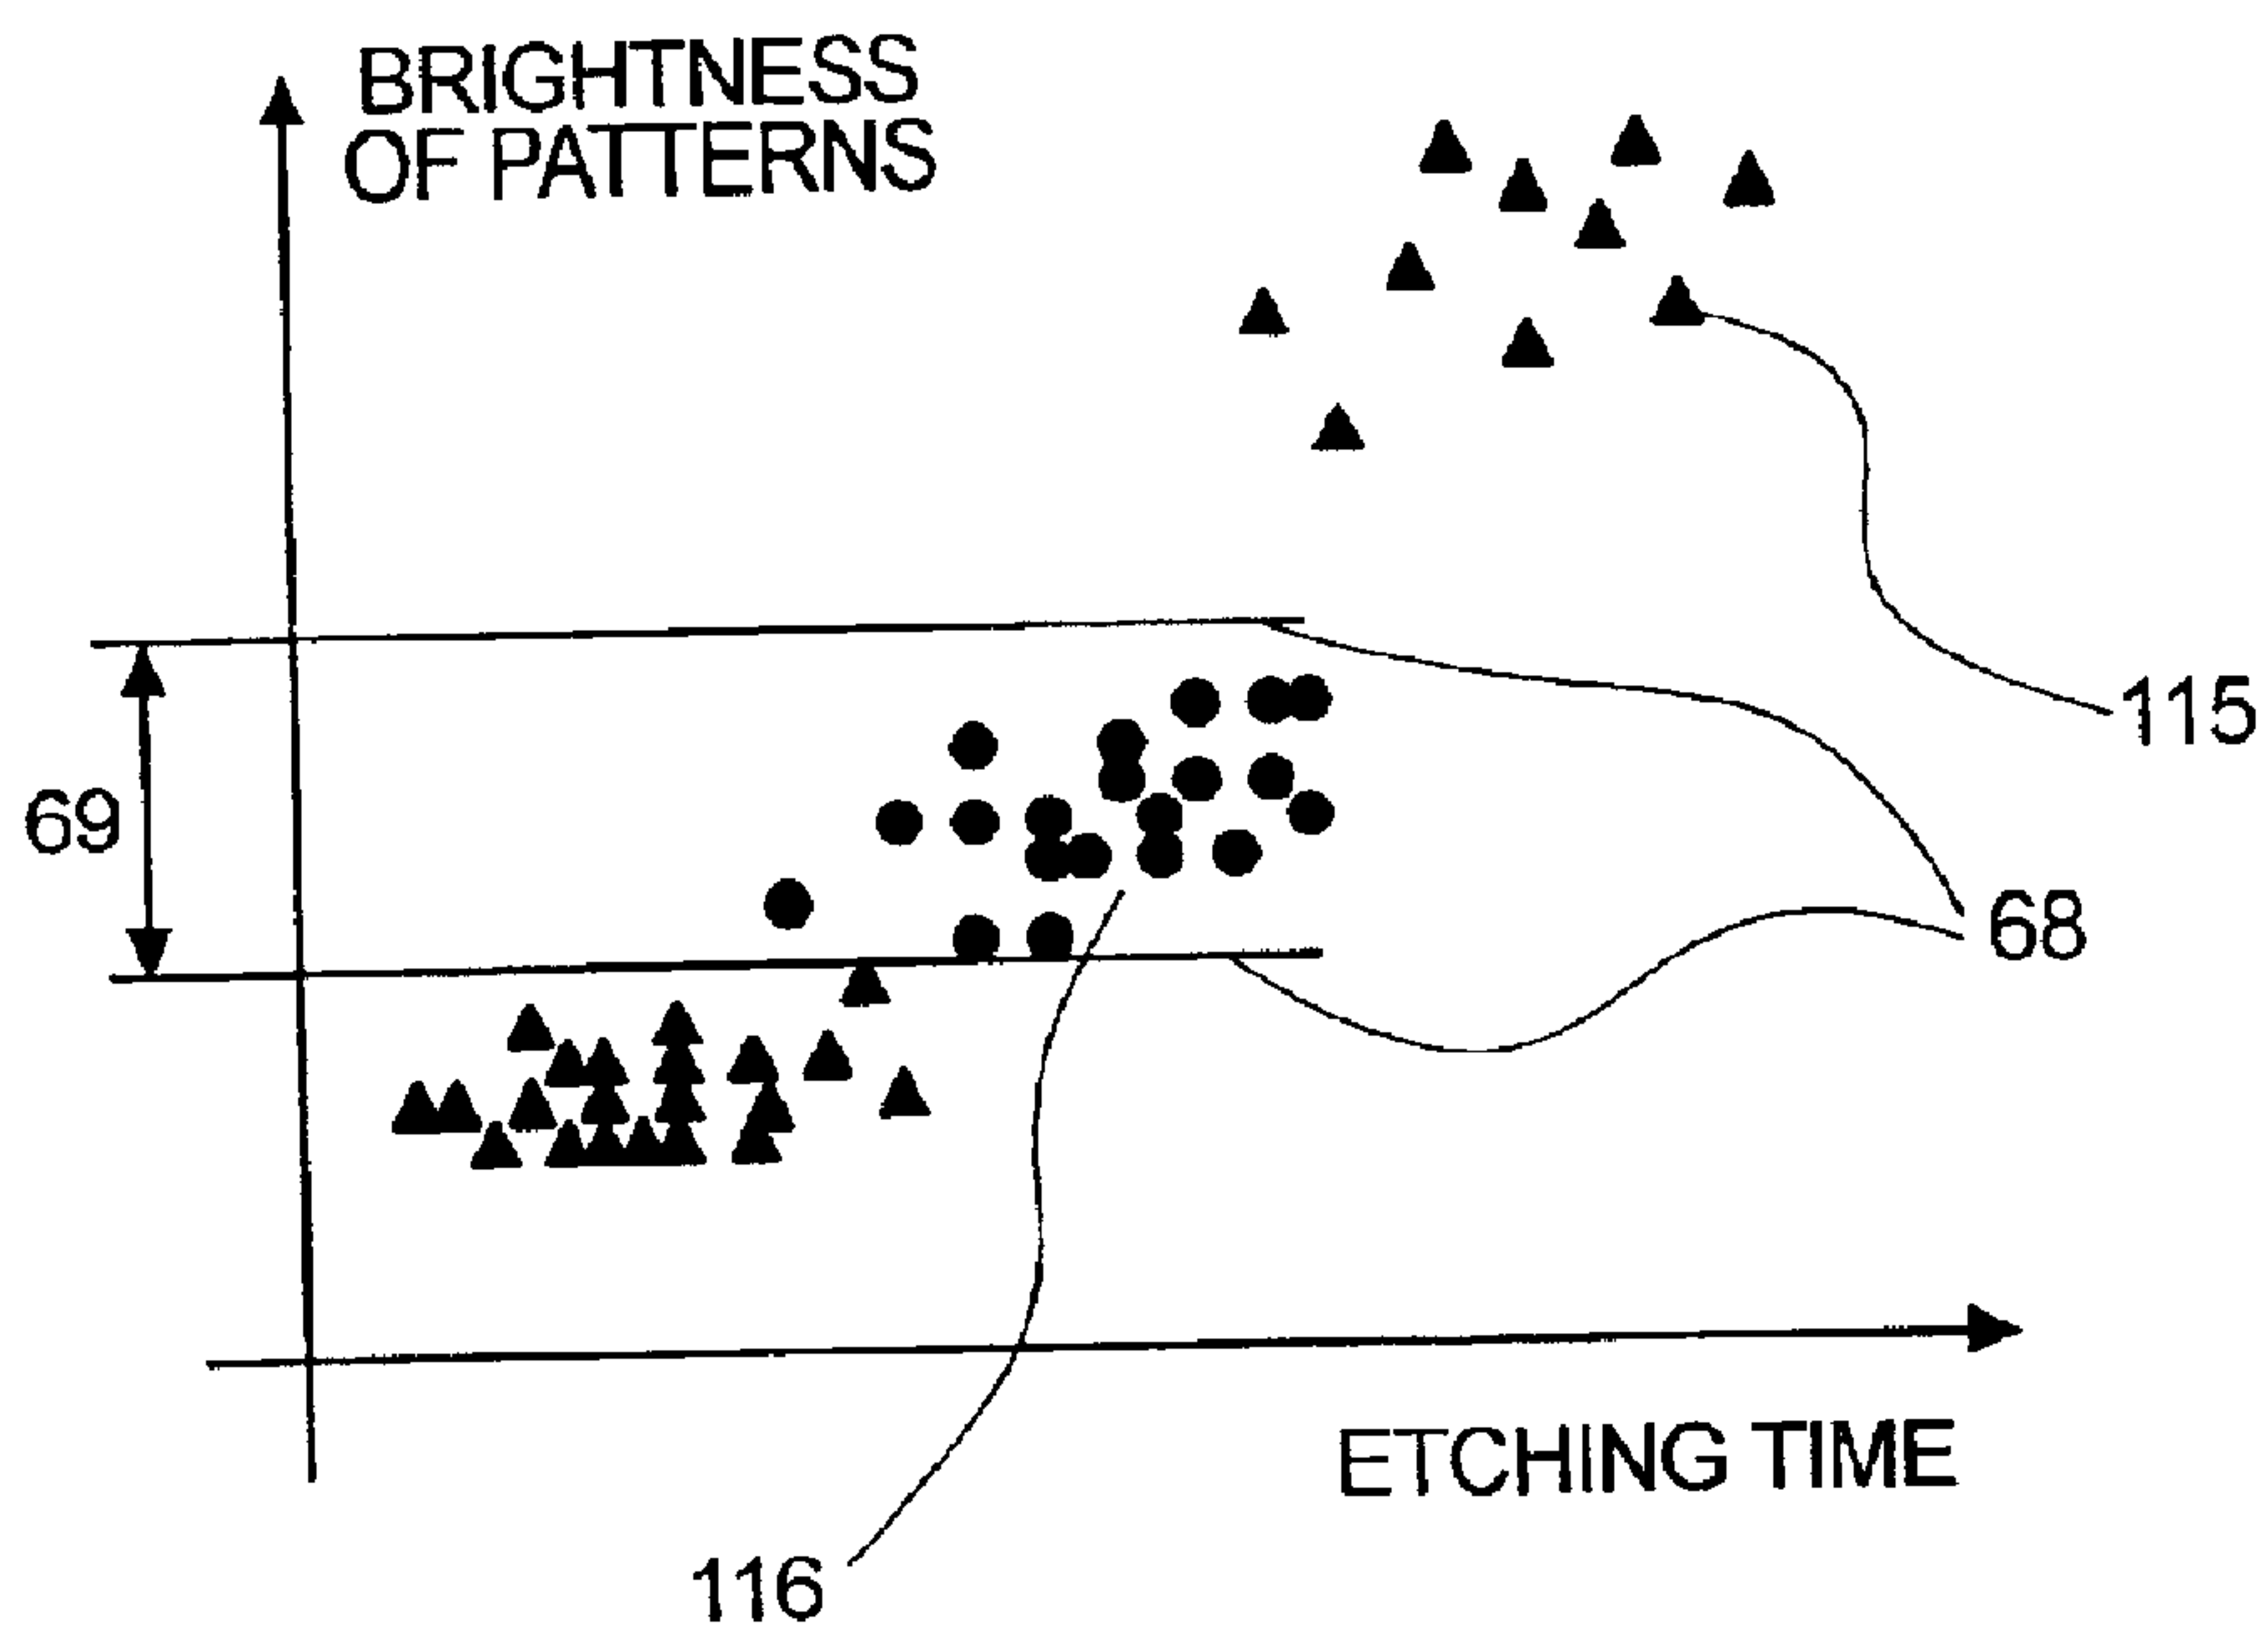 BRIGHTNESS
OF PATTERNS
115
69
68
ETCHING TIME
116